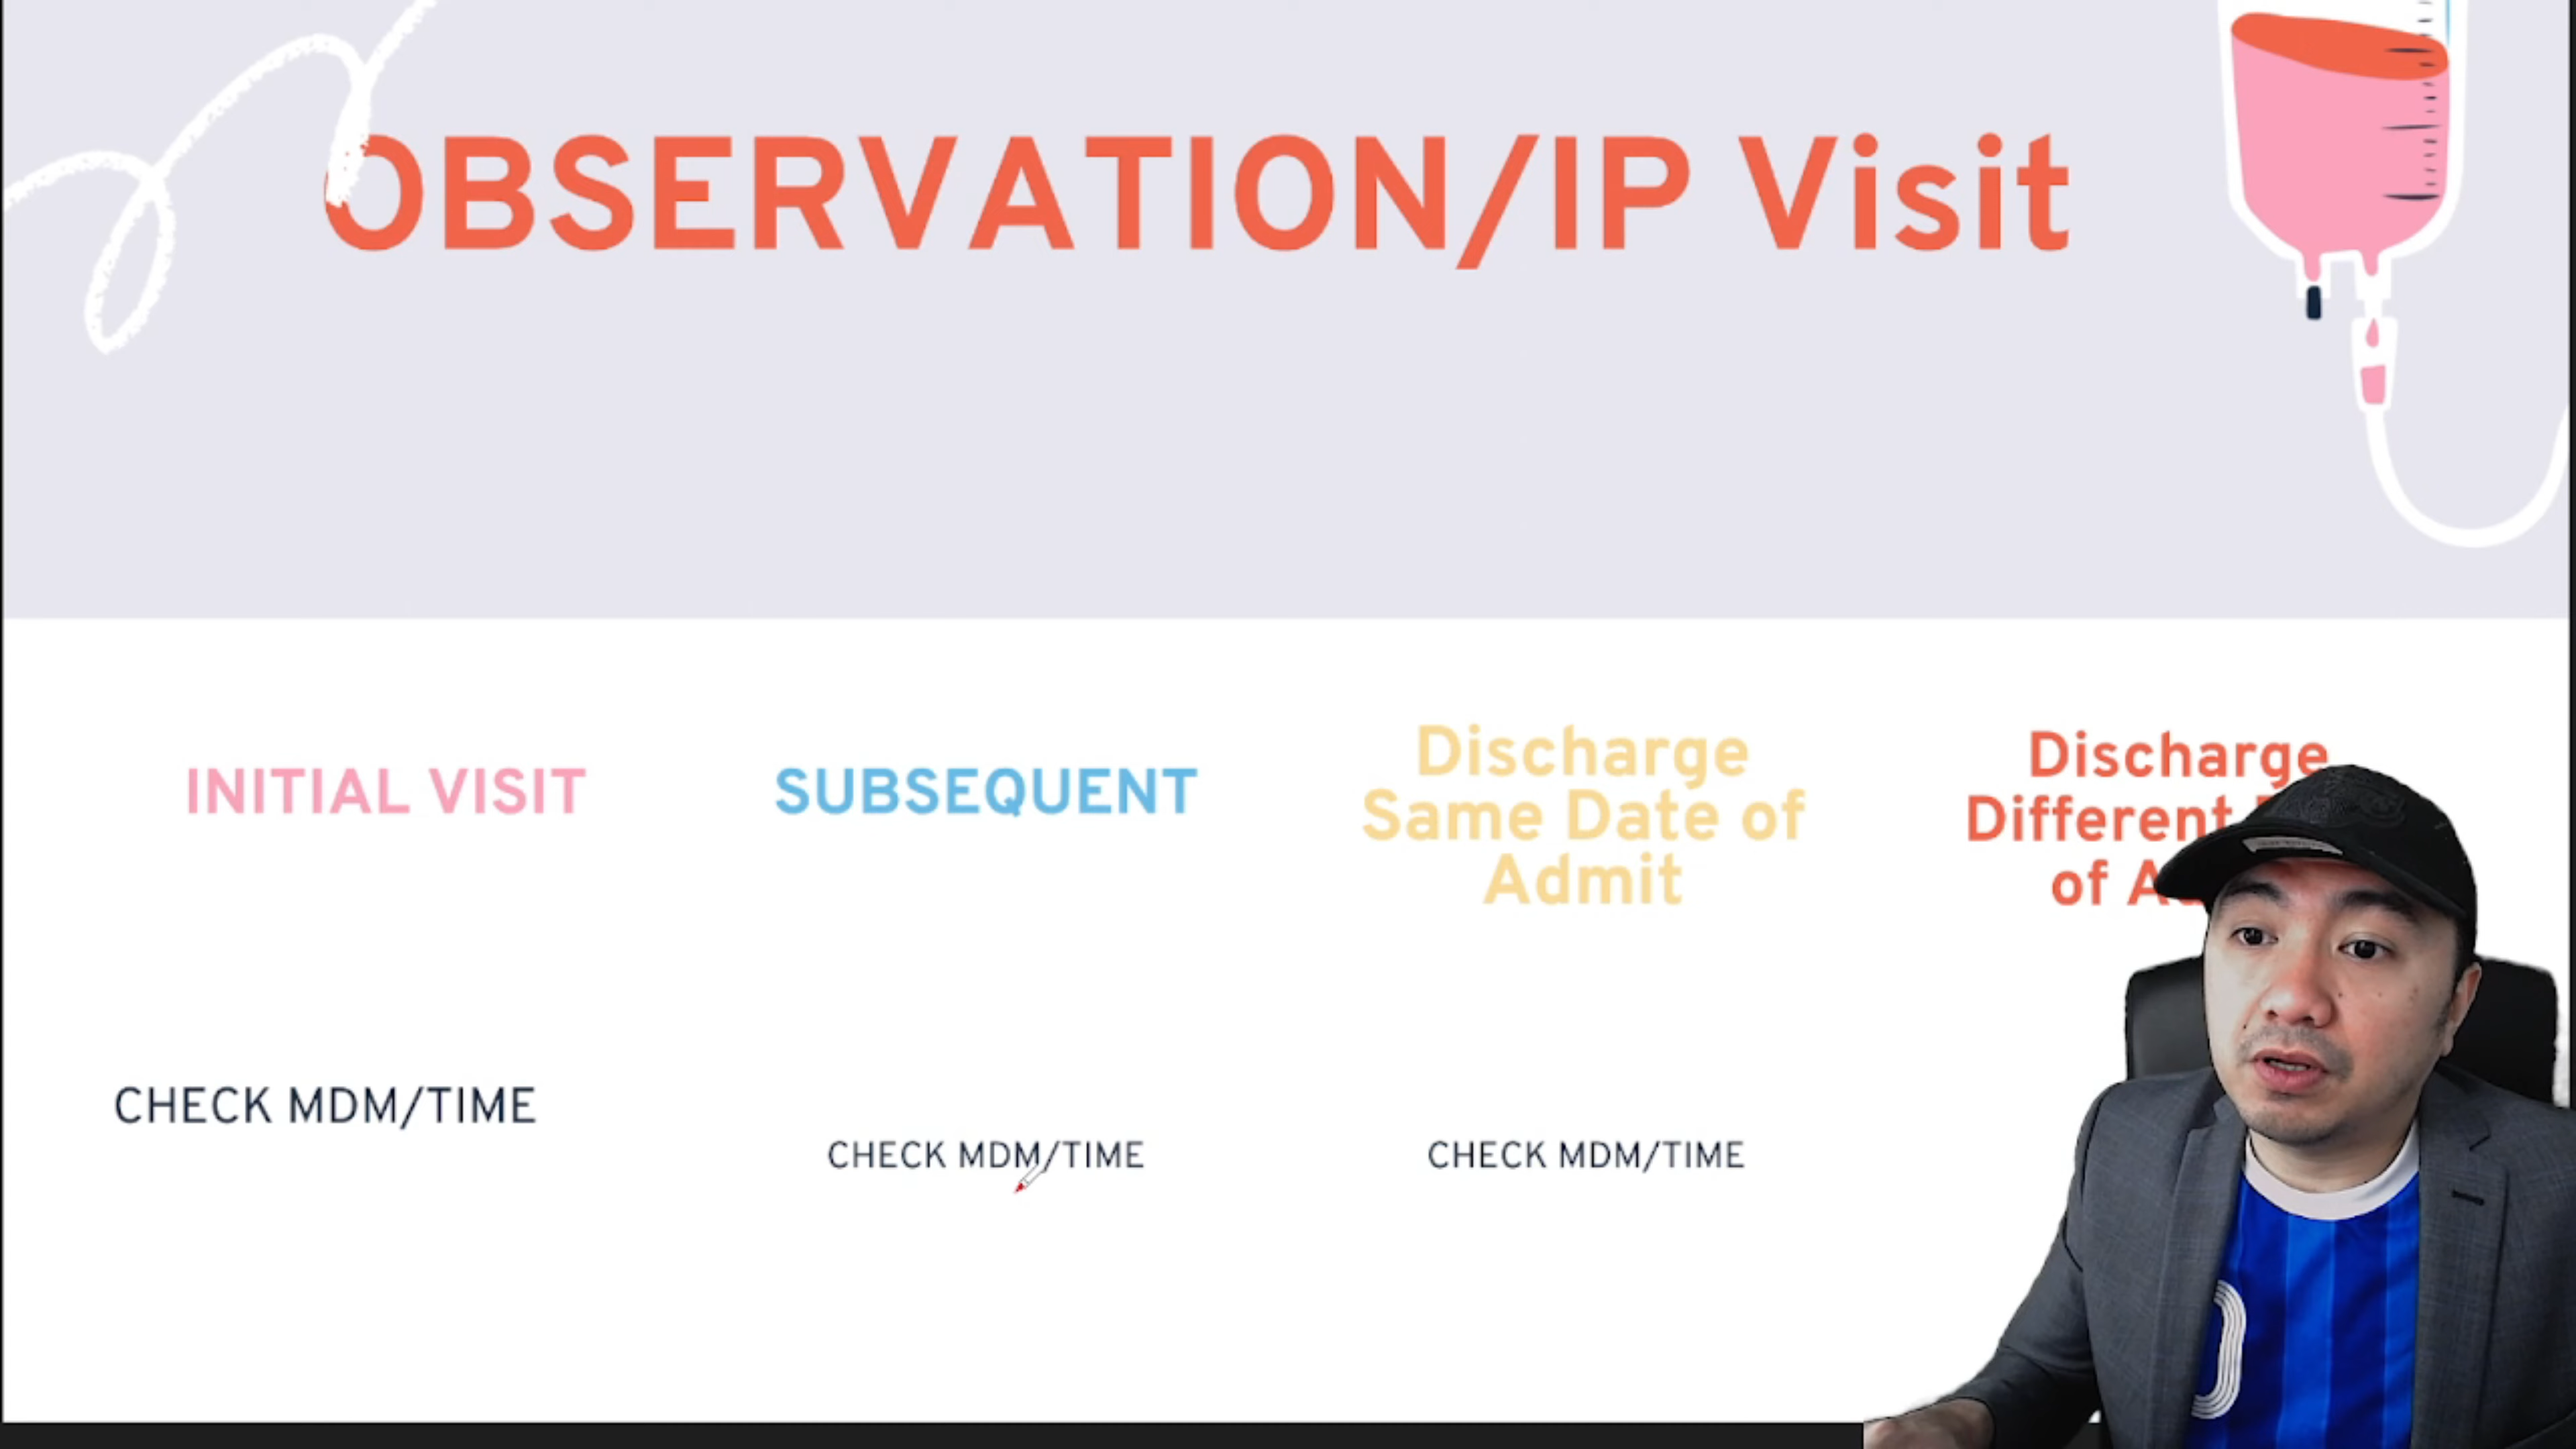 OBSERVATION/IP Visit
INITIAL VISIT
SUBSEQUENT
Discharge
Same Date of
Admit
Discharge
Different
of
CHECK MDM/TIME
CHECK MDM/TIME
CHECK MDM/TIME